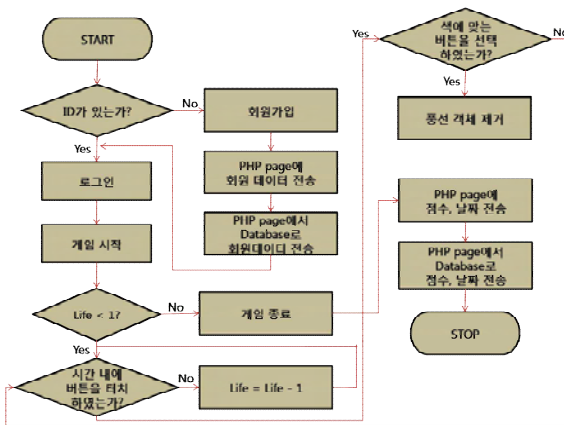 START
ID가 있는가?
No
Yes
회원가입
PHP page에
회원 데이터 전송
PHP page에서
Database로
회원데이터 전송
로그인
게임 시작
Life < 1?
No
Yes
게임 종료
시간 내에
버튼을 터치
하였는가?
No
Life = Life - 1
Yes
색에 맞는
버튼을 선택
하였는가?
No
Yes
풍선 객체 제거
PHP page에
점수, 날짜 전송
PHP page에서
Database로
점수, 날짜 전송
STOP